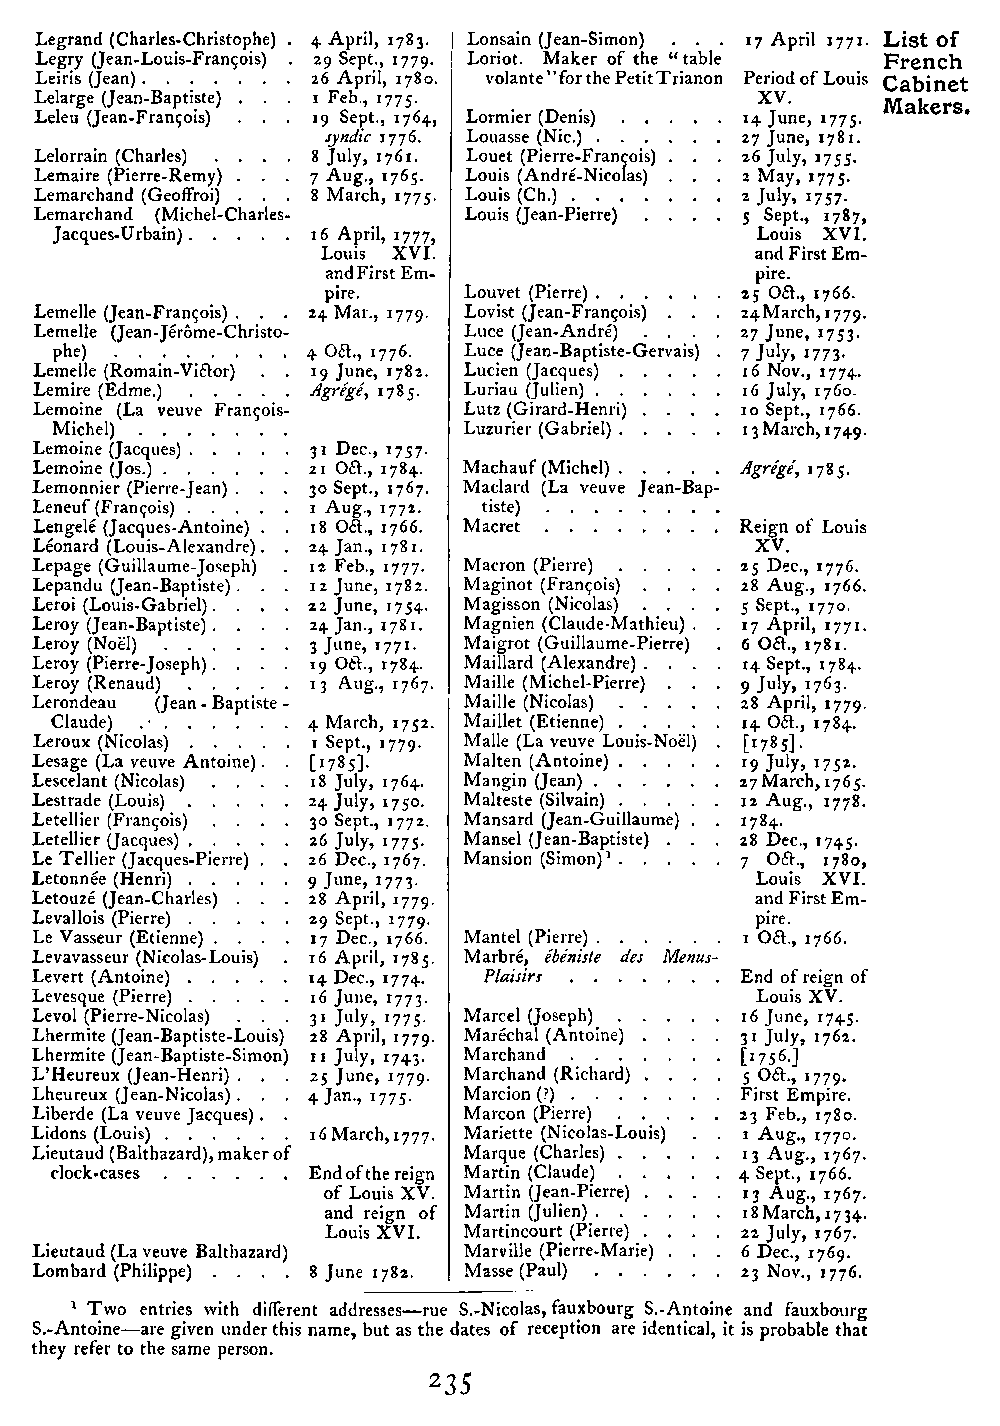 List of
French
Cabinet
Makers.
Legrand (Charles-Christophe) . 4 April, 1783.
Legry (Jean-Louis-François) . 29 Sept., 1779.
Leiris (Jean) . . . . . . . 26 April, 1780.
Lelarge (Jean-Baptiste) . . . 1 Feb., 1775.
Leleu (Jean-François) . . . 19 Sept., 1764,
syndic 1776.
Lelorrain (Charles) . . . . 8 July, 1761.
Lemaire (Pierre-Remy) . . . 7 Aug., 1765.
Lemarchand (Geoffroi) . . . 8 March, 1775.
Lemarchand (Michel-Charles-
Jacques-Urbain) . . . . . 16 April, 1777,
Louis XVI.
and First Em-
pire.
Lemelle (Jean-François) . . . 24 Mar., 1779.
Lemelle (Jean-Jérôme-Christo-
phe) . . . . . . . . 4 Oct., 1776.
Lemelle (Romain-Victor) . . 19 June, 1782.
Lemire (Edme.) . . . . . Agrégé, 1785.
Lemoine (La veuve François-
Michel) . . . . . . .
Lemoine (Jacques) . . . . . 31 Dec., 1757.
Lemoine (Jos.) . . . . . . 21 Oct., 1784.
Lemonnier (Pierre-Jean) . . . 30 Sept., 1767.
Leneuf (François) . . . . . 1 Aug., 1772.
Lengelé (Jacques-Antoine) . . 18 Oct., 1766.
Léonard (Louis-Alexandre) . . 24 Jan., 1781.
Lepage (Guillaume-Joseph) . 12 Feb., 1777.
Lepandu (Jean-Baptiste) . . . 12 June, 1782.
Leroi (Louis-Gabriel) . . . . 22 June, 1754.
Leroy (Jean-Baptiste) . . . . 24 Jan., 1781.
Leroy (Noël) . . . . . . 3 June, 1771.
Leroy (Pierre-Joseph) . . . . 19 Oct., 1784.
Leroy (Renaud) . . . . . 13 Aug., 1767.
Lerondeau (Jean-Baptiste-
Claude) . . . . . . . 4 March, 1752.
Leroux (Nicolas) . . . . . 1 Sept., 1779.
Lesage (La veuve Antoine) . . [1785].
Lescelant (Nicolas) . . . . 18 July, 1764.
Lestrade (Louis) . . . . . 24 July, 1750.
Letellier (François) . . . . 30 Sept., 1772.
Letellier (Jacques) . . . . . 26 July, 1775.
Le Tellier (Jacques-Pierre) . . 26 Dec., 1767.
Letonnée (Henri) . . . . . 9 June, 1773.
Letouzé (Jean-Charles) . . . 28 April, 1779.
Levallois (Pierre) . . . . . 29 Sept., 1779.
Le Vasseur (Etienne) . . . . 17 Dec., 1766.
Levavasseur (Nicolas-Louis) . 16 April, 1785.
Levert (Antoine) . . . . . 14 Dec., 1774.
Levesque (Pierre) . . . . . 16 June, 1773.
Levol (Pierre-Nicolas) . . . 31 July, 1775.
Lhermite (Jean-Baptiste-Louis) 28 April, 1779.
Lhermite (Jean-Baptiste-Simon) 11 July, 1743.
L'Heureux (Jean-Henri) . . . 25 June, 1779.
Lheureux (Jean-Nicolas) . . . 4 Jan., 1775.
Liberde (La veuve Jacques) . .
Lidons (Louis) . . . . . . 16 March, 1777.
Lieutaud (Balthazard), maker of
clock-cases . . . . . . End of the reign
of Louis XV.
and reign of
Louis XVI.
Lieutaud (La veuve Balthazard)
Lombard (Philippe) . . . . 8 June 1782.
Lonsain (Jean-Simon) . . . 17 April 1771.
Loriot. Maker of the "table
volante" for the Petit Trianon Period of Louis
XV.
Lormier (Denis) . . . . . 14 June, 1775.
Louasse (Nic.) . . . . . . 27 June, 1781.
Louet (Pierre-François) . . . 26 July, 1755.
Louis (André-Nicolas) . . . 2 May, 1775.
Louis (Ch.) . . . . . . . 2 July, 1757.
Louis (Jean-Pierre) . . . . 5 Sept., 1787,
Louis XVI.
and First Em-
pire.
Louvet (Pierre) . . . . . . 25 Oct., 1766.
Lovist (Jean-François) . . . 24 March, 1779.
Luce (Jean-André) . . . . 27 June, 1753.
Luce (Jean-Baptiste-Gervais) . 7 July, 1773.
Lucien (Jacques) . . . . . 16 Nov., 1774.
Luriau (Julien) . . . . . . 16 July, 1760.
Lutz (Girard-Henri) . . . . 10 Sept., 1766.
Luzurier (Gabriel) . . . . . 13 March, 1749.
Machauf (Michel) . . . . . Agrégé, 1785.
Maclard (La veuve Jean-Bap-
tiste) . . . . . . . .
Macret . . . . . . . . Reign of Louis
XV.
Macron (Pierre) . . . . . 25 Dec., 1776.
Maginot (François) . . . . 28 Aug., 1766.
Magisson (Nicolas) . . . . 5 Sept., 1770.
Magnien (Claude-Mathieu) . . 17 April, 1771.
Maigrot (Guillaume-Pierre) . 6 Oct., 1781.
Maillard (Alexandre) . . . . 14 Sept., 1784.
Maille (Michel-Pierre) . . . 9 July, 1763.
Maille (Nicolas) . . . . . 28 April, 1779.
Maillet (Etienne) . . . . . 14 Oct., 1784.
Malle (La veuve Louis-Noël) . [1785].
Malten (Antoine) . . . . . 19 July, 1752.
Mangin (Jean) . . . . . . 27 March, 1765.
Malteste (Silvain) . . . . . 12 Aug., 1778.
Mansard (Jean-Guillaume) . . 1784.
Mansel (Jean-Baptiste) . . . 28 Dec., 1745.
Mansion (Simon)¹ . . . . . 7 Oct., 1780,
Louis XVI.
and First Em-
pire.
Mantel (Pierre) . . . . . . 1 Oct., 1766.
Marbré, ébéniste des Menus-
Plaisirs . . . . . . . End of reign of
Louis XV.
Marcel (Joseph) . . . . . 16 June, 1745.
Maréchal (Antoine) . . . . 31 July, 1762.
Marchand . . . . . . . [1756.]
Marchand (Richard) . . . . 5 Oct., 1779.
Marcion (?) . . . . . . . First Empire.
Marcon (Pierre) . . . . . 23 Feb., 1780.
Mariette (Nicolas-Louis) . . 1 Aug., 1770.
Marque (Charles) . . . . . 13 Aug., 1767.
Martin (Claude) . . . . . 4 Sept., 1766.
Martin (Jean-Pierre) . . . . 13 Aug., 1767.
Martin (Julien) . . . . . . 18 March, 1734.
Martincourt (Pierre) . . . . 22 July, 1767.
Marville (Pierre-Marie) . . . 6 Dec., 1769.
Masse (Paul) . . . . . . 23 Nov., 1776.
¹ Two entries with different addresses—rue S.-Nicolas, fauxbourg S.-Antoine and fauxbourg
S.-Antoine—are given under this name, but as the dates of reception are identical, it is probable that
they refer to the same person.
235